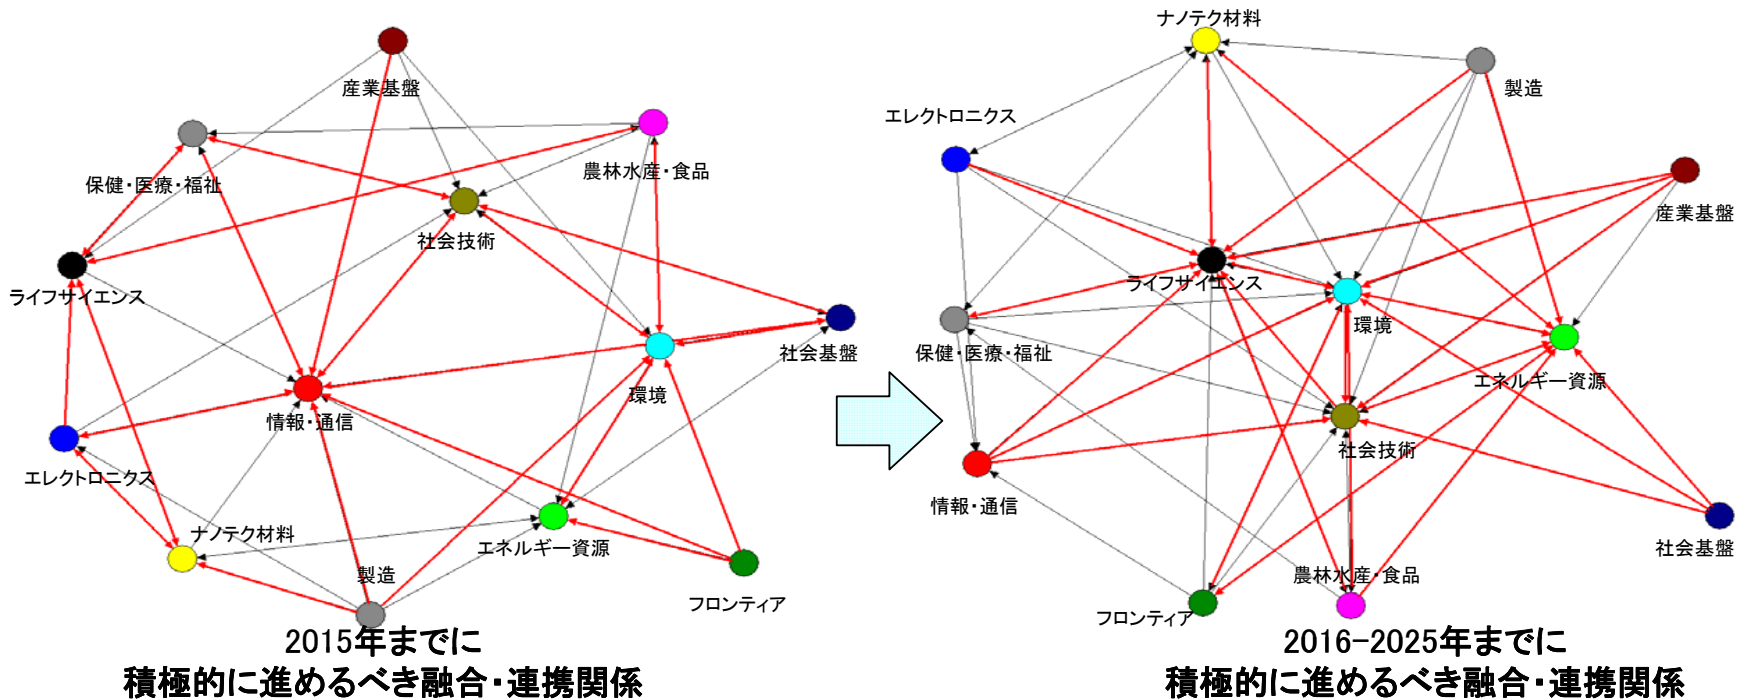 産業基盤
農林水産・食品
保健・医療・福祉
社会技術
ライフサイエンス
社会基盤
環境
情報・通信
エレクトロニクス
ナノテク材料
エネルギー資源
製造
フロンティア
2015年までに
積極的に進めるべき融合・連携関係
ナノテク材料
製造
エレクトロニクス
産業基盤
ライフサイエンス
環境
保健・医療・福祉
エネルギー資源
社会技術
情報・通信
社会基盤
農林水産・食品
フロンティア
2016-2025年までに
積極的に進めるべき融合・連携関係